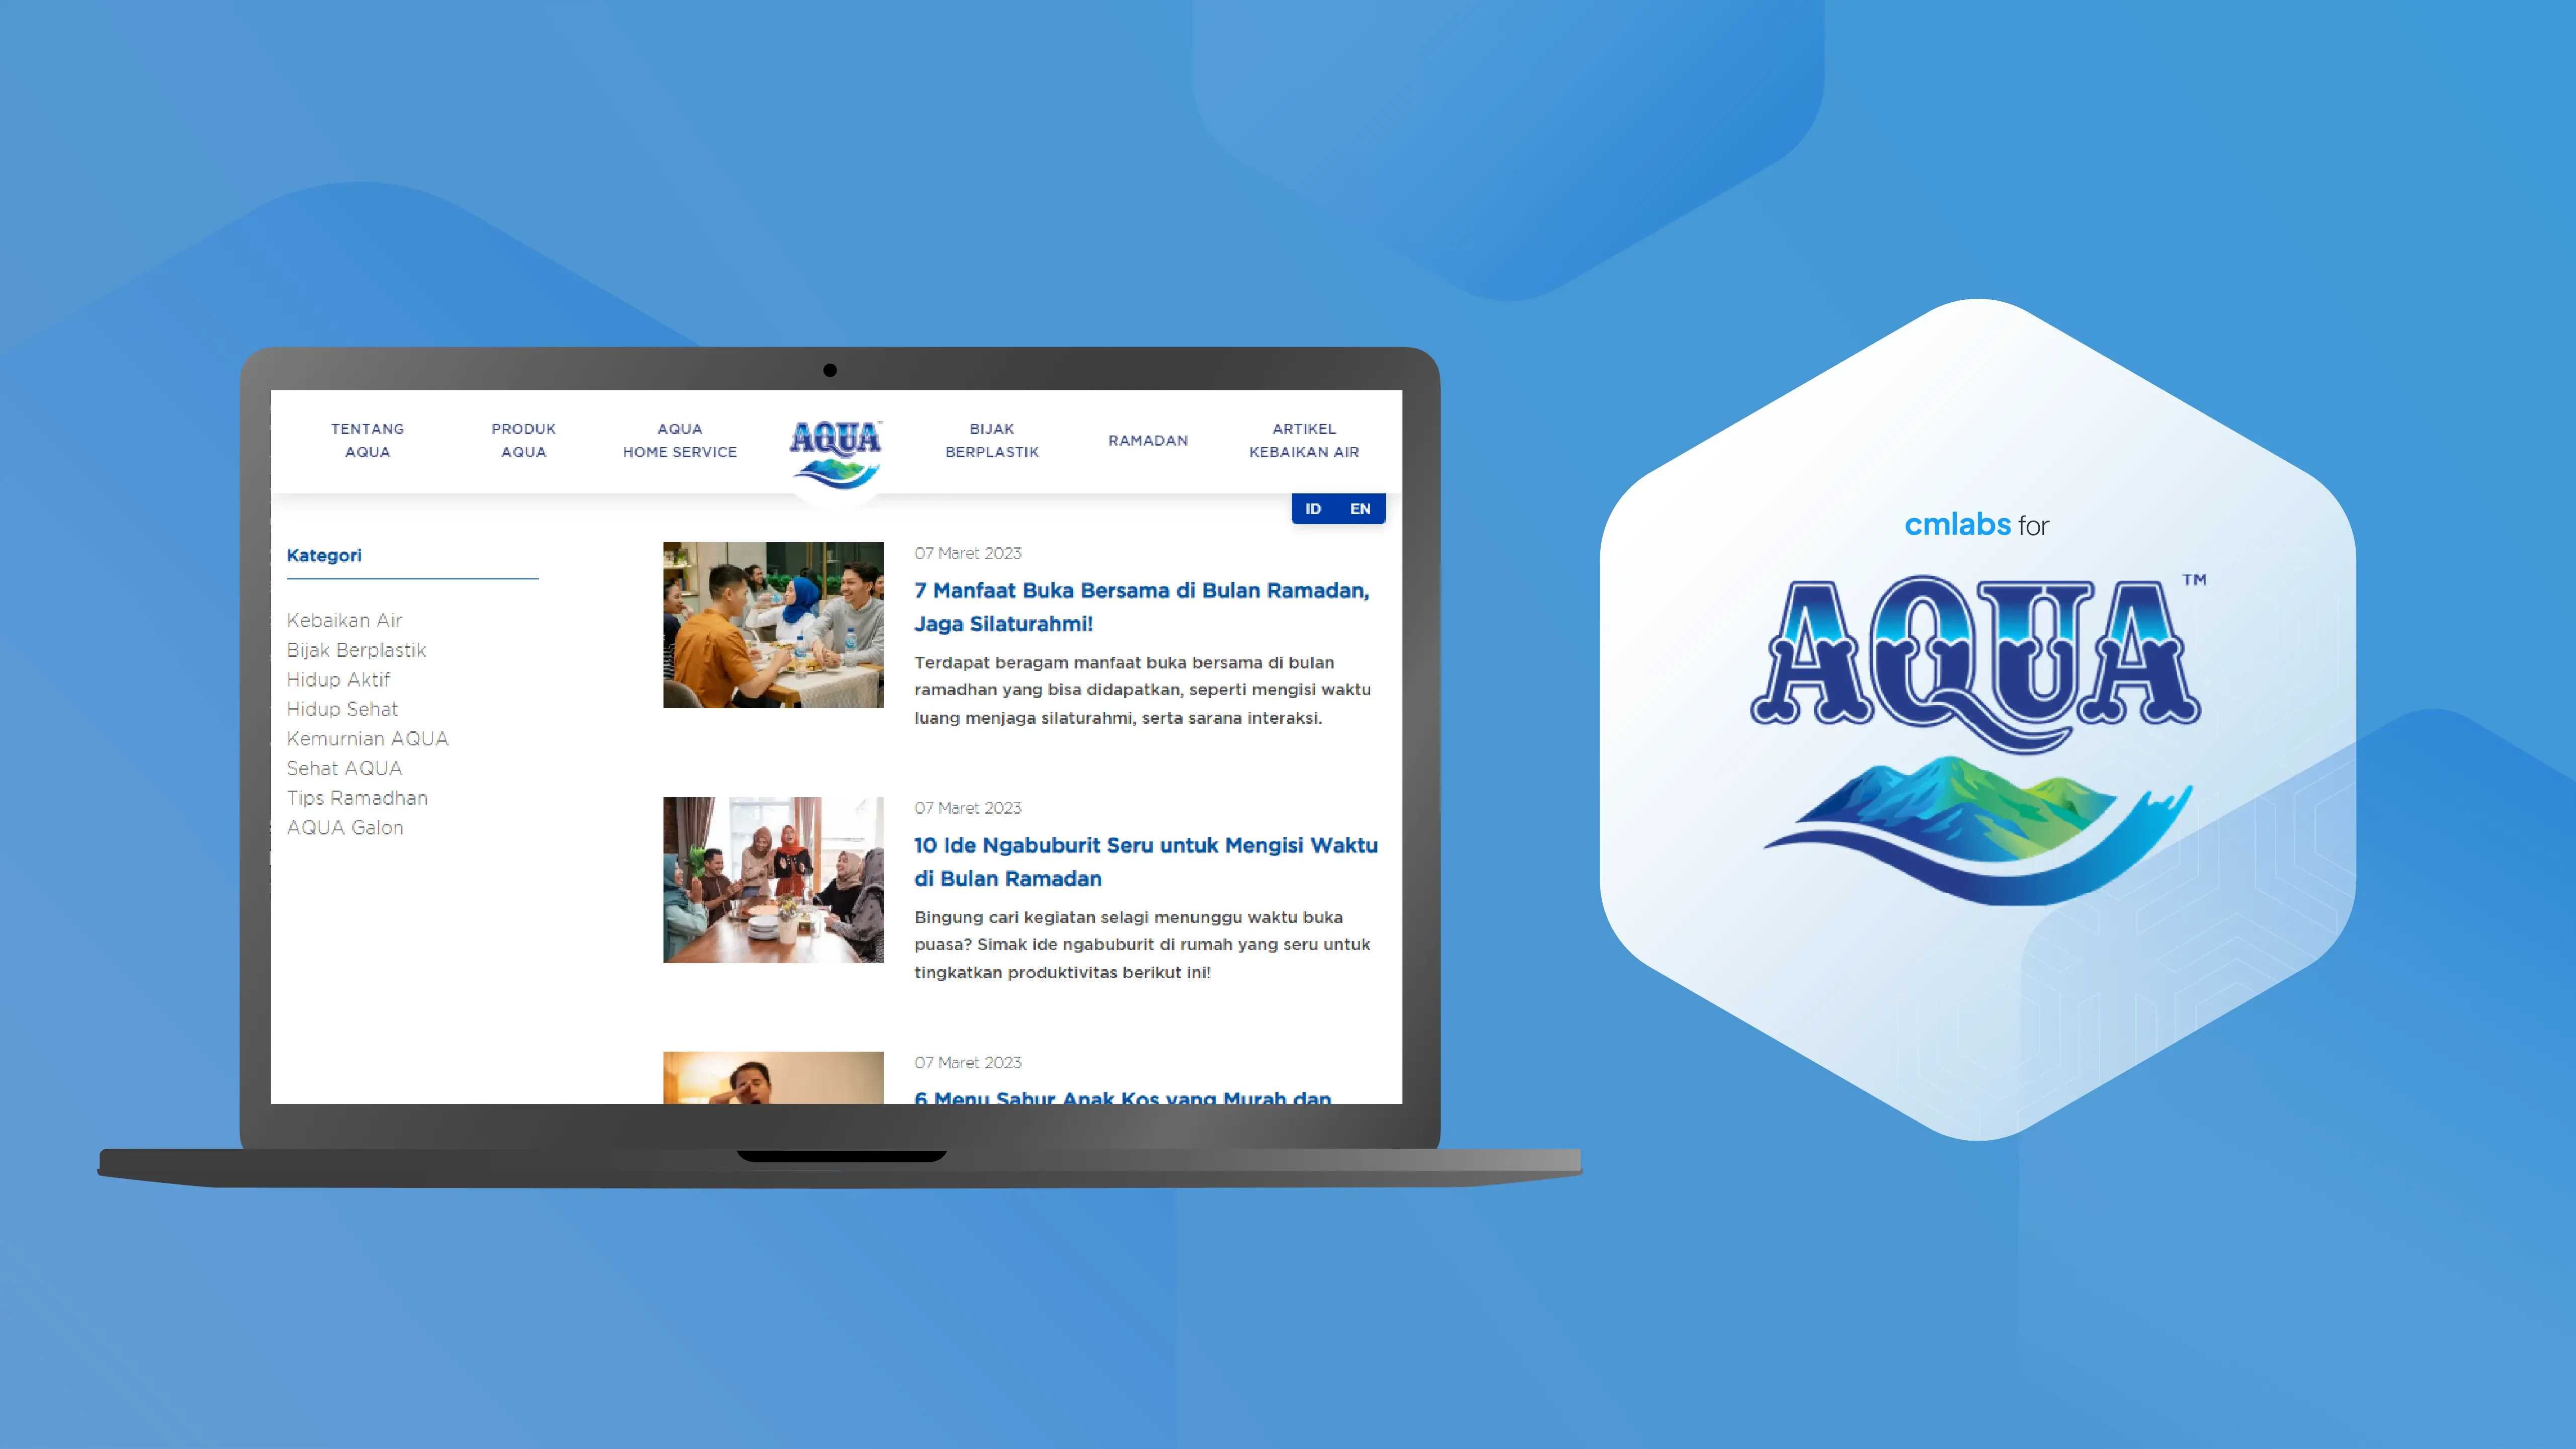 TENTANG
AQUA
PRODUK
AQUA
AQUA
HOME SERVICE
AQUA
BIJAK
BERPLASTIK
RAMADAN
ARTIKEL
KEBAIKAN AIR
ID EN
Kategori
Kebaikan Air
Bijak Berplastik
Hidup Aktif
Hidup Sehat
Kemurnian AQUA
Sehat AQUA
Tips Ramadhan
AQUA Galon
07 Maret 2023
7 Manfaat Buka Bersama di Bulan Ramadan,
Jaga Silaturahmi!
Terdapat beragam manfaat buka bersama di bulan
ramadhan yang bisa didapatkan, seperti mengisi waktu
luang menjaga silaturahmi, serta sarana interaksi.
07 Maret 2023
10 Ide Ngabuburit Seru untuk Mengisi Waktu
di Bulan Ramadan
Bingung cari kegiatan selagi menunggu waktu buka
puasa? Simak ide ngabuburit di rumah yang seru untuk
tingkatkan produktivitas berikut ini!
07 Maret 2023
6 Menu Sahur Anak Kos yang Murah dan
cmlabs for
AQUA™